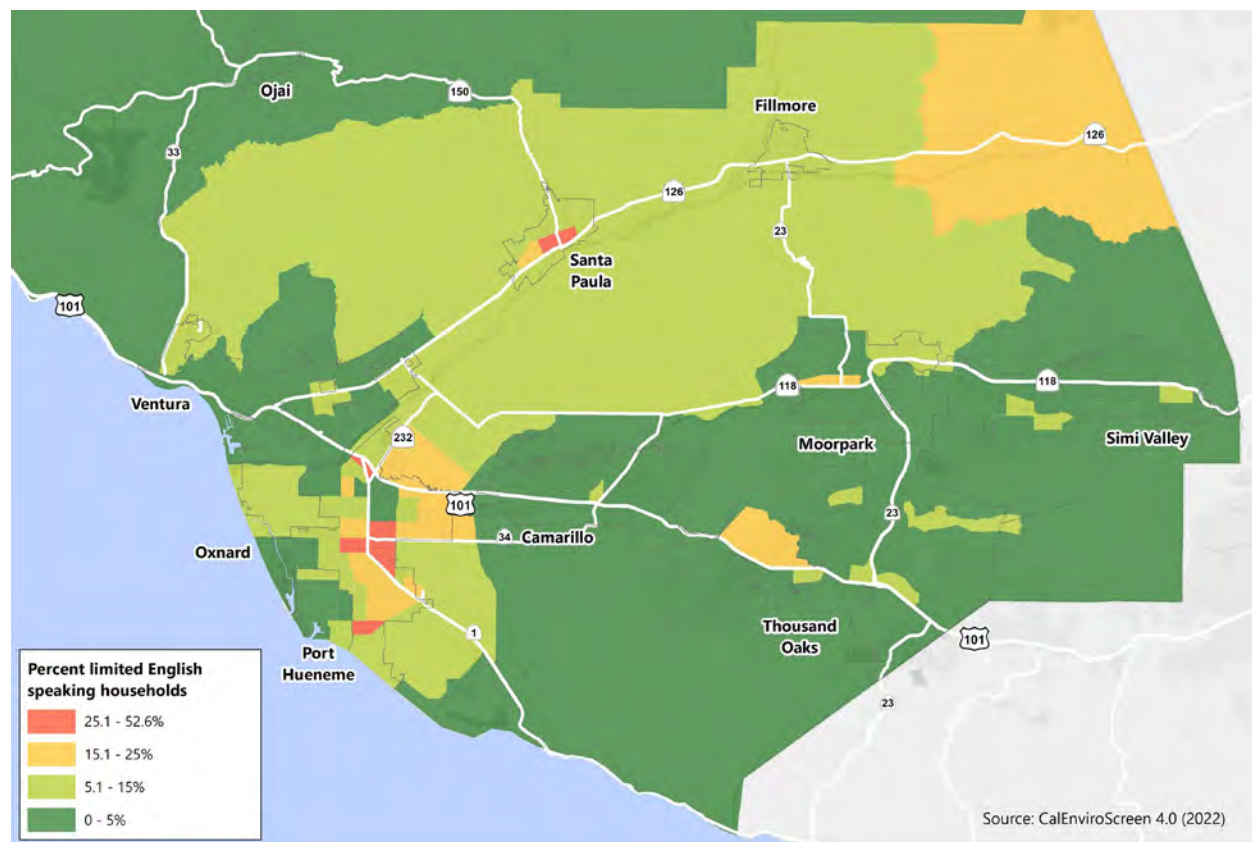 Ojai
150
Fillmore
33
126
126
23
Santa
Paula
101
118
118
Ventura
232
Moorpark
Simi Valley
101
23
Oxnard
34
Camarillo
Thousand
Oaks
1
101
Port
Hueneme
23
Percent limited English
speaking households
25.1 - 52.6%
15.1 - 25%
5.1 - 15%
0 - 5%
Source: CalEnviroScreen 4.0 (2022)